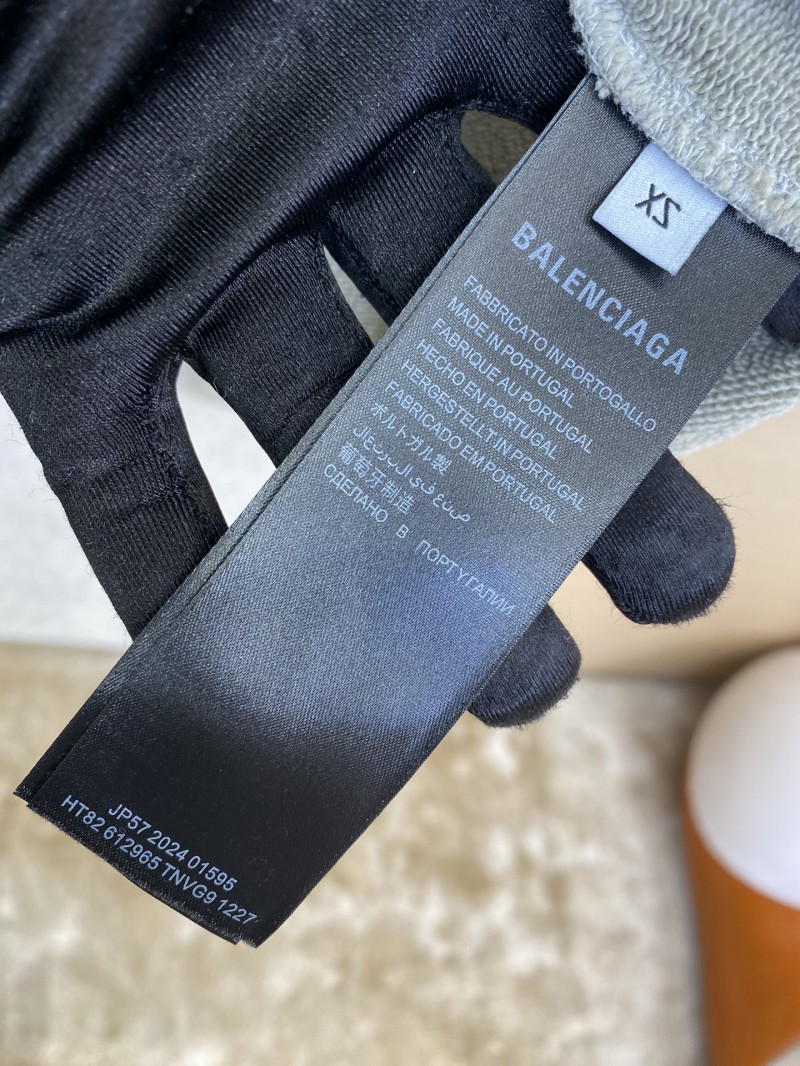 XS
BALENCIAGA
FABBRICATO IN PORTOGALLO
MADE IN PORTUGAL
FABRIQUE AU PORTUGAL
HECHO EN PORTUGAL
HERGESTELLT IN PORTUGAL
FABRICADO EM PORTUGAL
ポルトガル製
صنع في البرتغال
葡萄牙制造
СДЕЛАНО В ПОРТУГАЛИИ
JP57 2024 01595
HT82 612965 TNVG9 1227